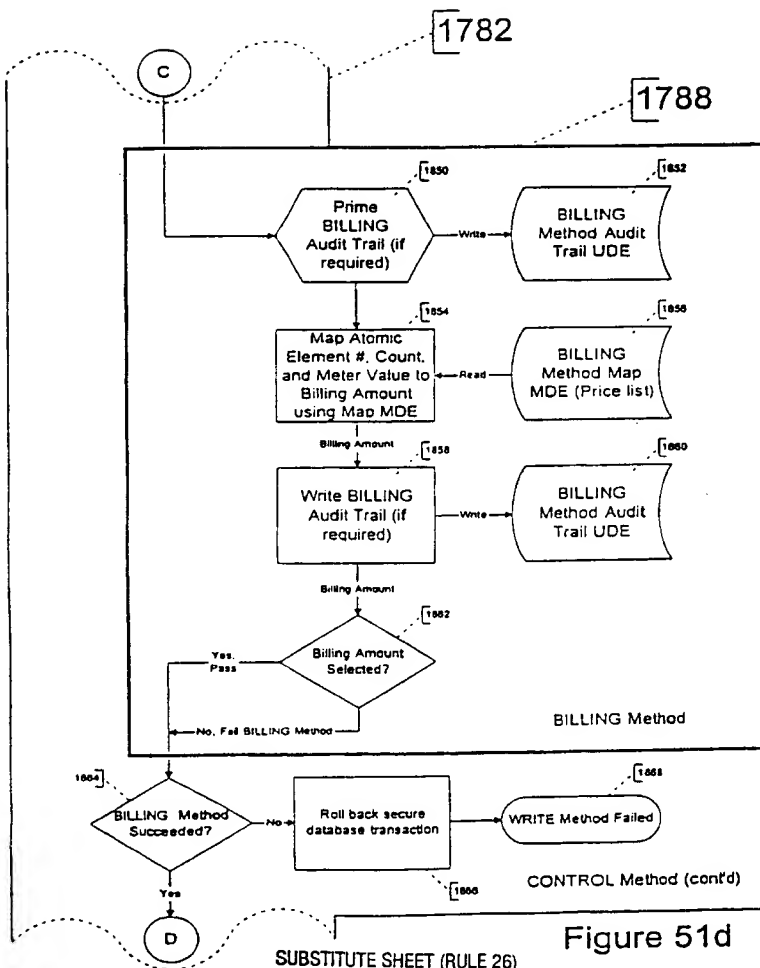 1782
C
1788
1850
Prime
BILLING
Audit Trail (if
required)
Write
1852
BILLING
Method Audit
Trail UDE
1854
Map Atomic
Element #, Count,
and Meter Value to
Billing Amount
using Map MDE
Read
1856
BILLING
Method Map
MDE (Price list)
Billing Amount
1858
Write BILLING
Audit Trail (if
required)
Write
1860
BILLING
Method Audit
Trail UDE
Billing Amount
1862
Billing Amount
Selected?
Yes,
Pass
No, Fail BILLING Method
BILLING Method
1864
BILLING Method
Succeeded?
No
Roll back secure
database transaction
1866
1868
WRITE Method Failed
CONTROL Method (cont'd)
Yes
D
Figure 51d
SUBSTITUTE SHEET (RULE 26)